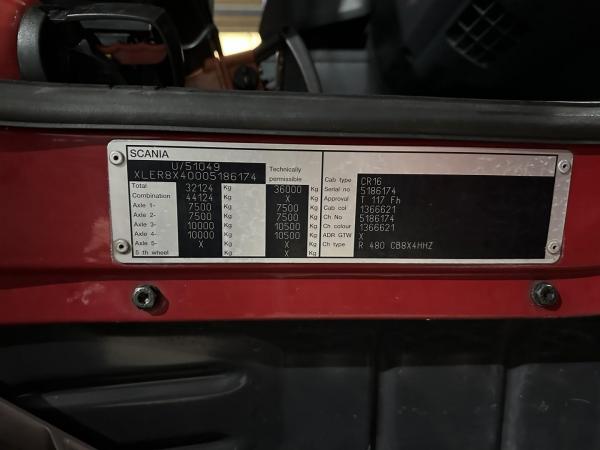 SCANIA
U/51049
XLER8X40005186174
Technically
permissible
Total 32124 Kg 36000 Kg
Combination 44124 Kg X Kg
Axle 1- 7500 Kg 7500 Kg
Axle 2- 7500 Kg 7500 Kg
Axle 3- 10000 Kg 10500 Kg
Axle 4- 10000 Kg 10500 Kg
Axle 5- X Kg X Kg
5 th wheel Kg Kg
Cab type CR16
Serial no 5186174
Approval T 117 Fh
Cab col 1366621
Ch No 5186174
Ch colour 1366621
ADR GTW X
Ch type R 480 CB8X4HHZ